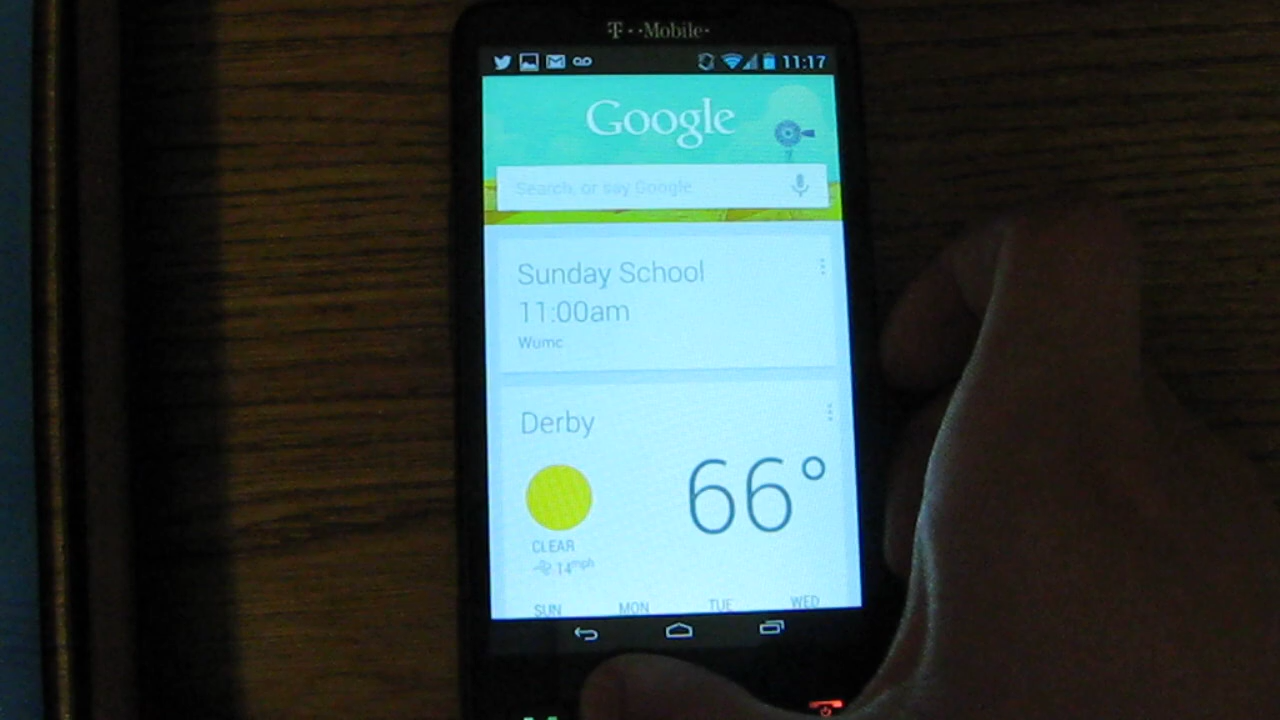 T··Mobile·
11:17
Google
Search, or say Google
Sunday School
11:00am
Wumc
Derby
66°
CLEAR
14mph
SUN MON TUE WED